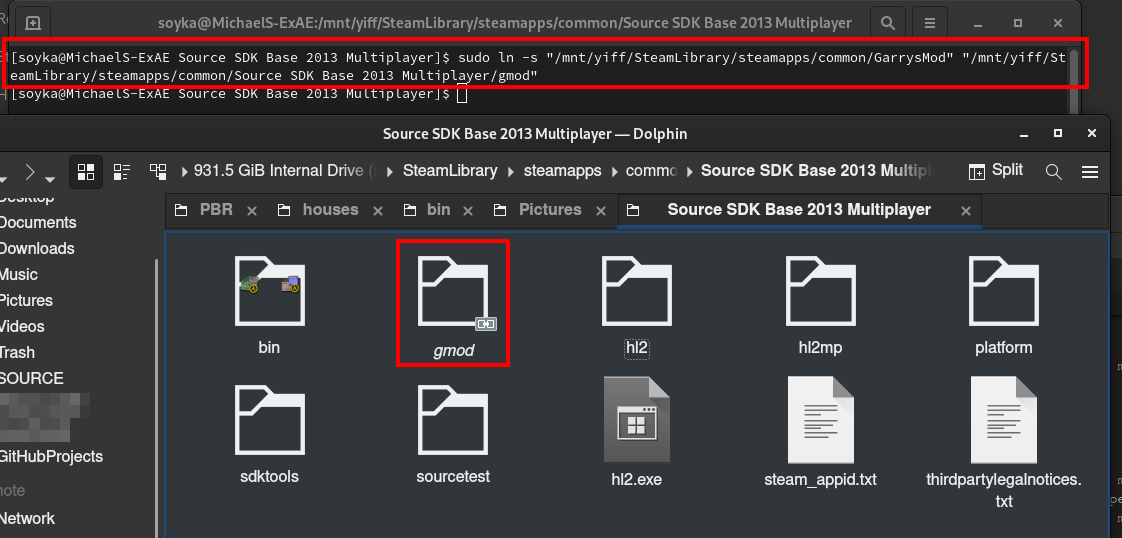 soyka@MichaelS-ExAE:/mnt/yiff/SteamLibrary/steamapps/common/Source SDK Base 2013 Multiplayer
[soyka@MichaelS-ExAE Source SDK Base 2013 Multiplayer]$ sudo ln -s "/mnt/yiff/SteamLibrary/steamapps/common/GarrysMod" "/mnt/yiff/St
eamLibrary/steamapps/common/Source SDK Base 2013 Multiplayer/gmod"
[soyka@MichaelS-ExAE Source SDK Base 2013 Multiplayer]$
Source SDK Base 2013 Multiplayer — Dolphin
931.5 GiB Internal Drive ( SteamLibrary steamapps commo Source SDK Base 2013 Multip Split
Desktop
Documents
Downloads
Music
Pictures
Videos
Trash
SOURCE
GitHubProjects
note
Network
PBR houses bin Pictures Source SDK Base 2013 Multiplayer
bin gmod hl2 hl2mp platform
sdktools sourcetest hl2.exe steam_appid.txt thirdpartylegalnotices.
txt